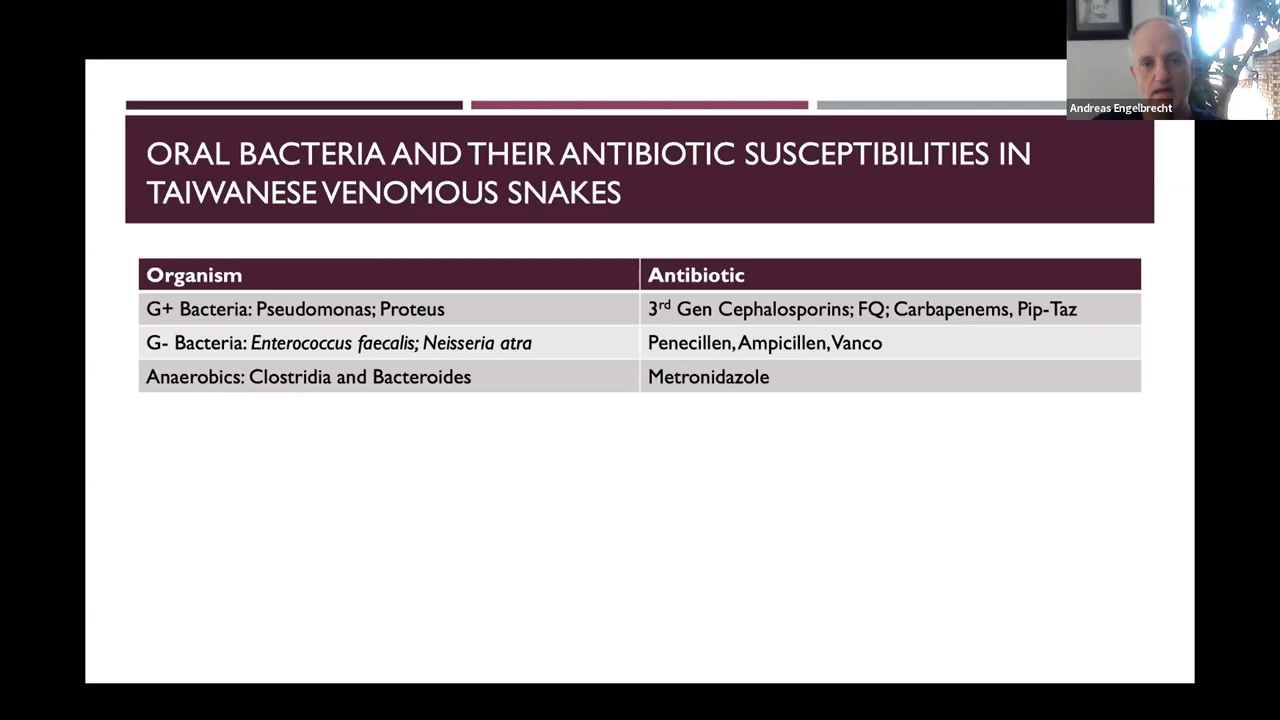 Andreas Engelbrecht
ORAL BACTERIA AND THEIR ANTIBIOTIC SUSCEPTIBILITIES IN
TAIWANESE VENOMOUS SNAKES
Organism Antibiotic
G+ Bacteria: Pseudomonas; Proteus 3rd Gen Cephalosporins; FQ; Carbapenems, Pip-Taz
G- Bacteria: Enterococcus faecalis; Neisseria atra Penecillen, Ampicillen, Vanco
Anaerobics: Clostridia and Bacteroides Metronidazole